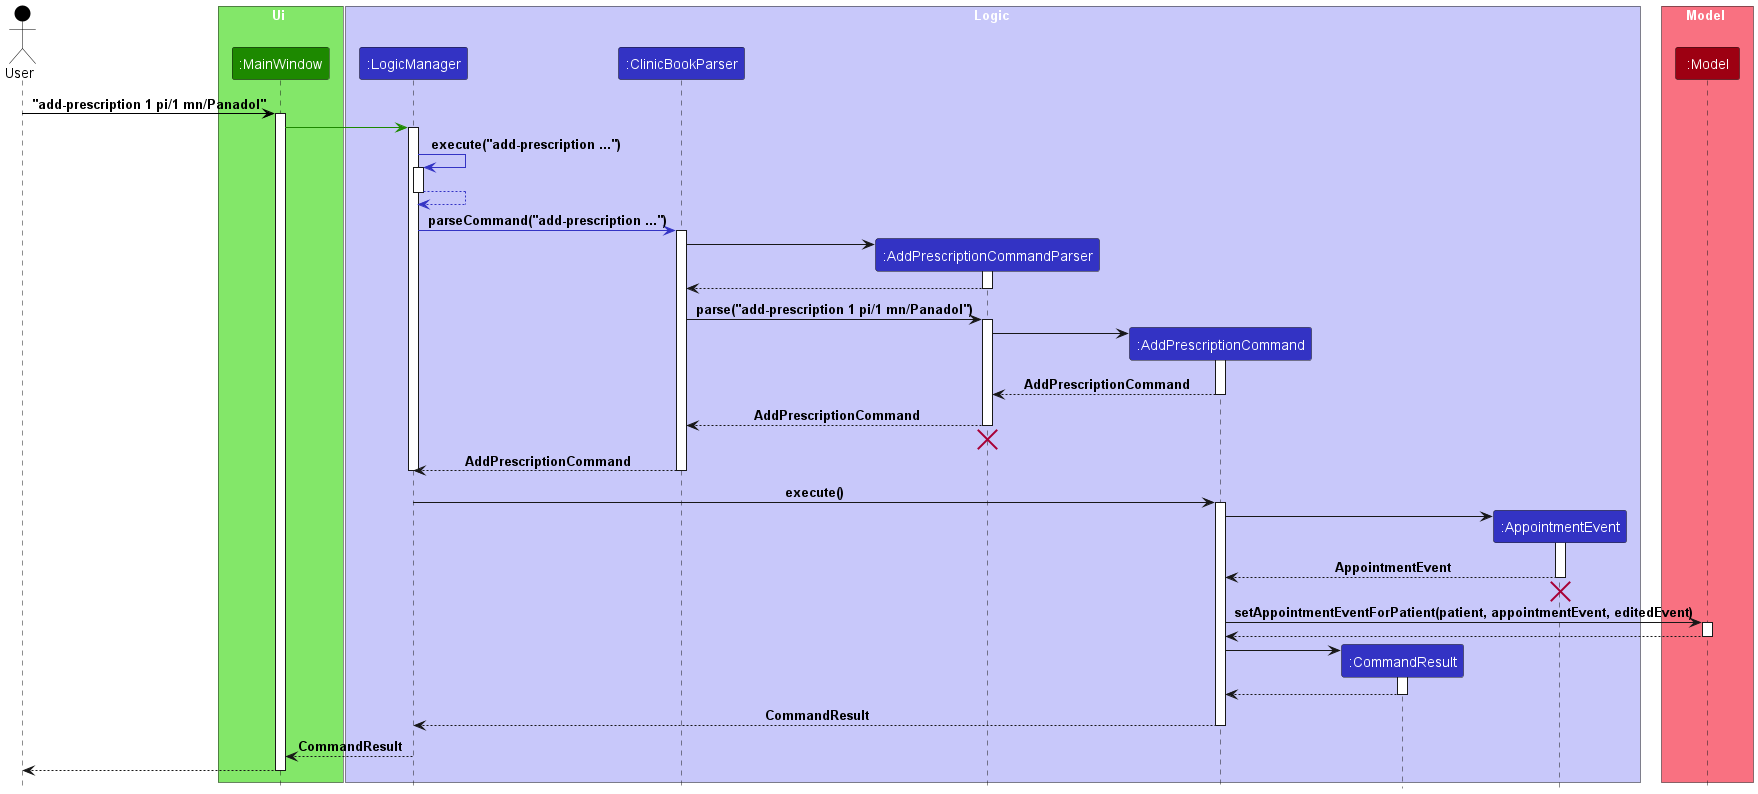 Ui
Logic
Model
:MainWindow
:LogicManager
:ClinicBookParser
:Model
User
"add-prescription 1 pi/1 mn/Panadol"
execute("add-prescription ...")
parseCommand("add-prescription ...")
:AddPrescriptionCommandParser
parse("add-prescription 1 pi/1 mn/Panadol")
:AddPrescriptionCommand
AddPrescriptionCommand
AddPrescriptionCommand
AddPrescriptionCommand
execute()
:AppointmentEvent
AppointmentEvent
setAppointmentEventForPatient(patient, appointmentEvent, editedEvent)
:CommandResult
CommandResult
CommandResult